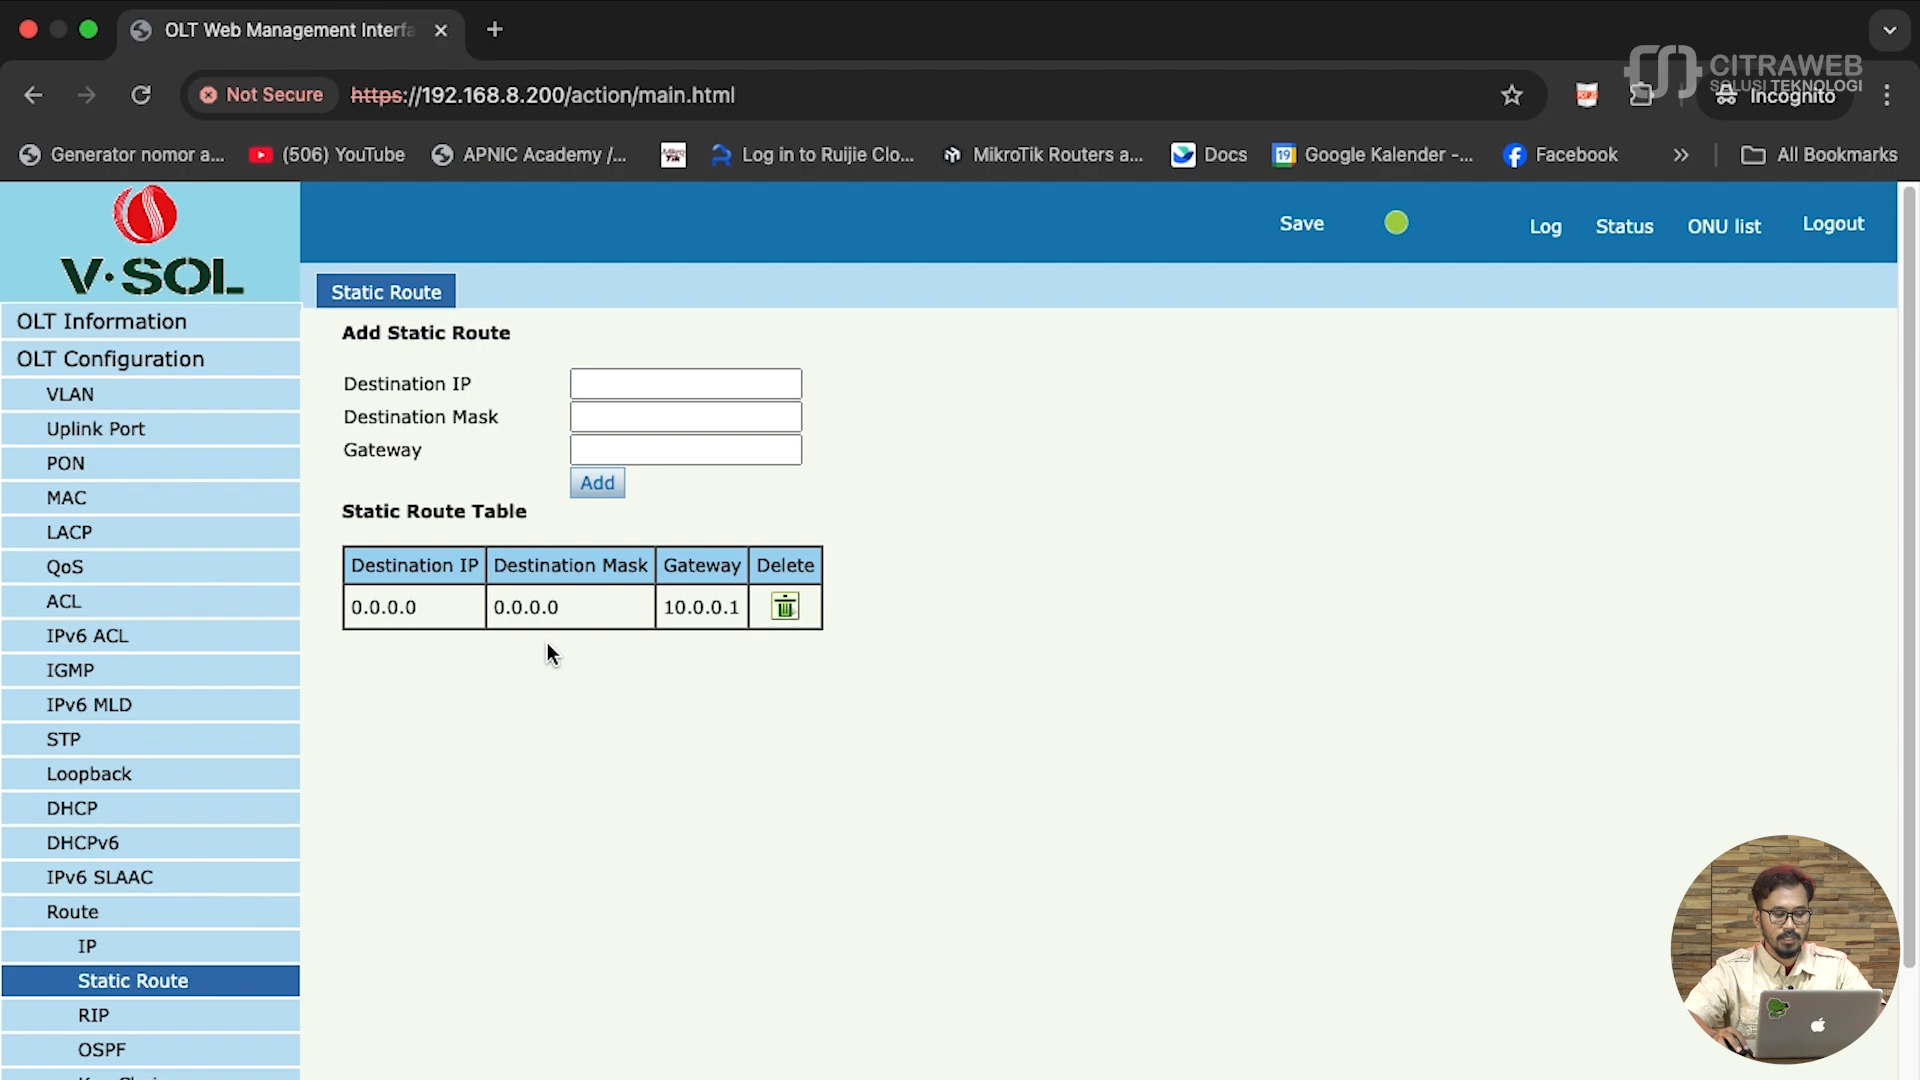 OLT Web Management Interfa
CITRAWEB
SOLUSI TEKNOLOGI
Not Secure
https://192.168.8.200/action/main.html
Incognito
Generator nomor a...
(506) YouTube
APNIC Academy /...
Log in to Ruijie Clo...
MikroTik Routers a...
Docs
19
Google Kalender -...
Facebook
All Bookmarks
V·SOL
Save
Log
Status
ONU list
Logout
Static Route
OLT Information
OLT Configuration
VLAN
Uplink Port
PON
MAC
LACP
QoS
ACL
IPv6 ACL
IGMP
IPv6 MLD
STP
Loopback
DHCP
DHCPv6
IPv6 SLAAC
Route
IP
Static Route
RIP
OSPF
Add Static Route
Destination IP
Destination Mask
Gateway
Add
Static Route Table
Destination IP Destination Mask Gateway Delete
0.0.0.0 0.0.0.0 10.0.0.1